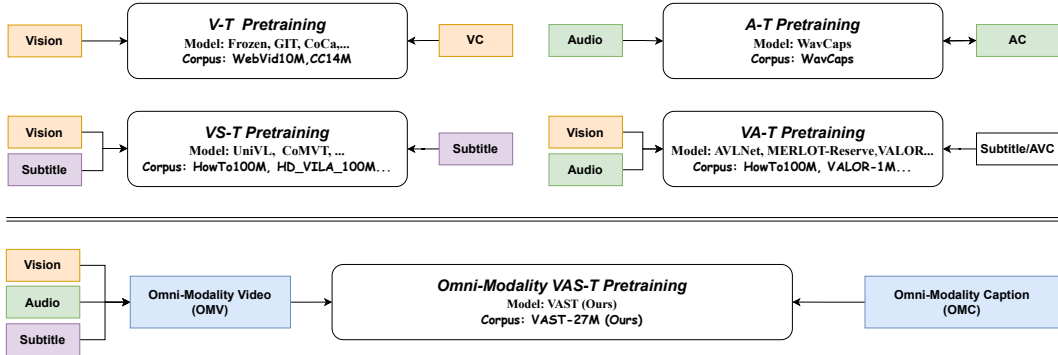 V-T Pretraining
Vision
Model: Frozen, GIT, CoCa,...
VC
Corpus: WebVid10M,CC14M
A-T Pretraining
Audio
Model: WavCaps
AC
Corpus: WavCaps
Vision
Subtitle
VS-T Pretraining
Model: UniVL, CoMVT, ...
Corpus: HowTo100M, HD_VILA_100M...
Subtitle
Vision
Audio
VA-T Pretraining
Model: AVLNet, MERLOT-Reserve,VALOR...
Corpus: HowTo100M, VALOR-1M...
Subtitle/AVC
Vision
Audio
Subtitle
Omni-Modality Video
(OMV)
Omni-Modality VAS-T Pretraining
Model: VAST (Ours)
Corpus: VAST-27M (Ours)
Omni-Modality Caption
(OMC)